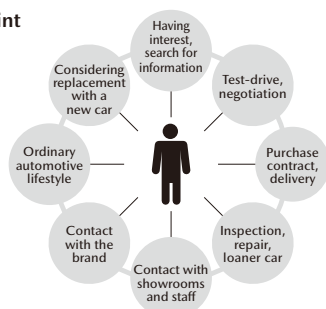 int
Having
interest,
search for
information
Test-drive,
negotiation
Purchase
contract,
delivery
Inspection,
repair,
loaner car
Contact with
showrooms
and staff
Contact
with the
brand
Ordinary
automotive
lifestyle
Considering
replacement
with a
new car